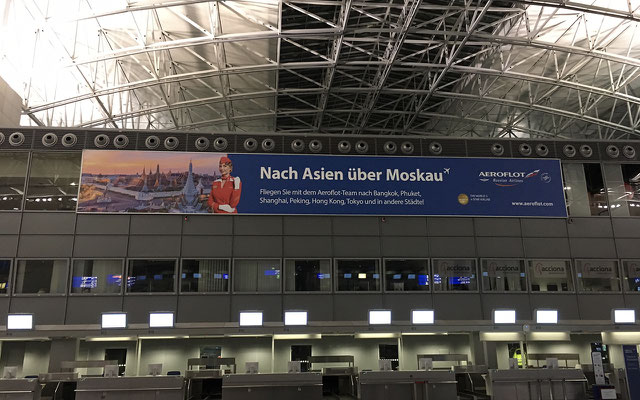 Nach Asien über Moskau
Fliegen Sie mit dem Aeroflot-Team nach Bangkok, Phuket,
Shanghai, Peking, Hong Kong, Tokyo und in andere Städte!
AEROFLOT
Russian Airlines
www.aeroflot.com
acciona
acciona
acciona
acciona